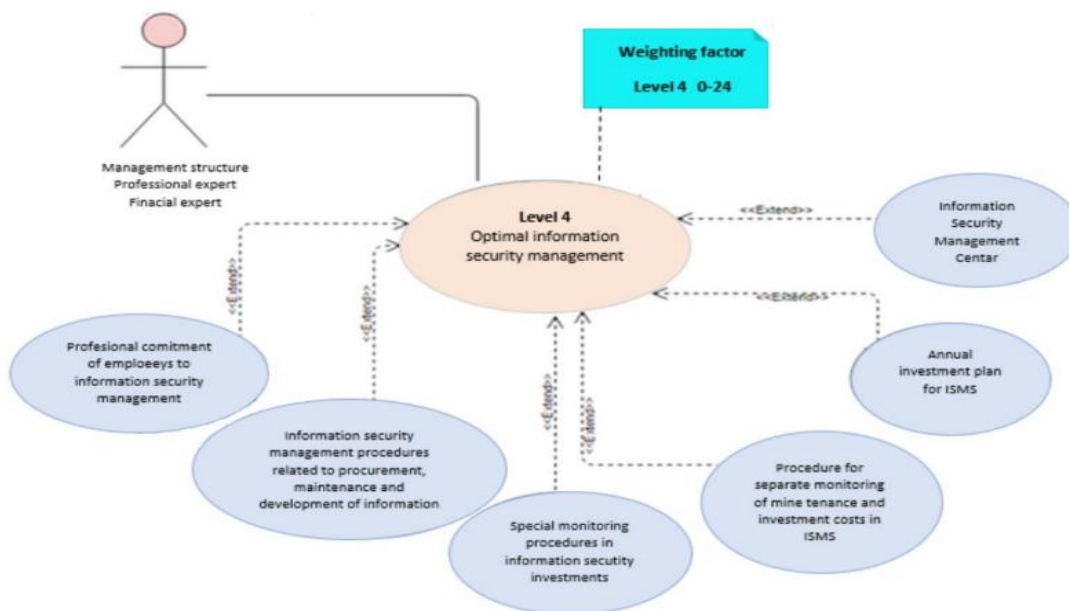 Weighting factor
Level 4 0-24
Management structure
Professional expert
Finacial expert
Level 4
Optimal information
security management
<<Extend>>
Information
Security
Management
Centar
<<Extend>>
<<Extend>>
<<Extend>>
Profesional comitment
of emploeeys to
information security
management
Annual
investment plan
for ISMS
<<Extend>>
<<Extend>>
Information security
management procedures
related to procurement,
maintenance and
development of information
Procedure for
separate monitoring
of mine tenance and
investment costs in
ISMS
Special monitoring
procedures in
information secutity
investments